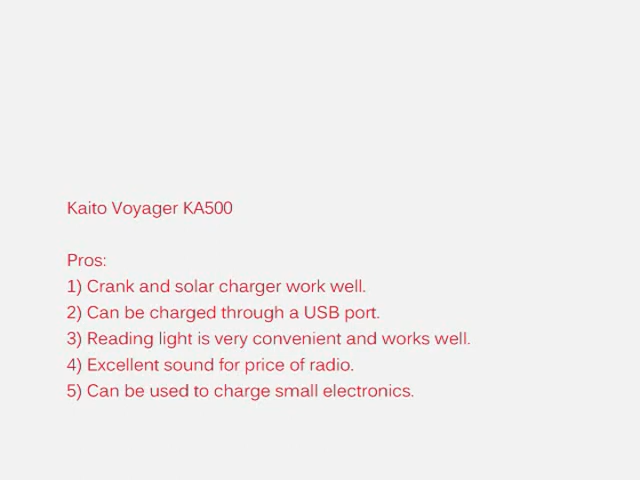 Kaito Voyager KA500
Pros:
1) Crank and solar charger work well.
2) Can be charged through a USB port.
3) Reading light is very convenient and works well.
4) Excellent sound for price of radio.
5) Can be used to charge small electronics.